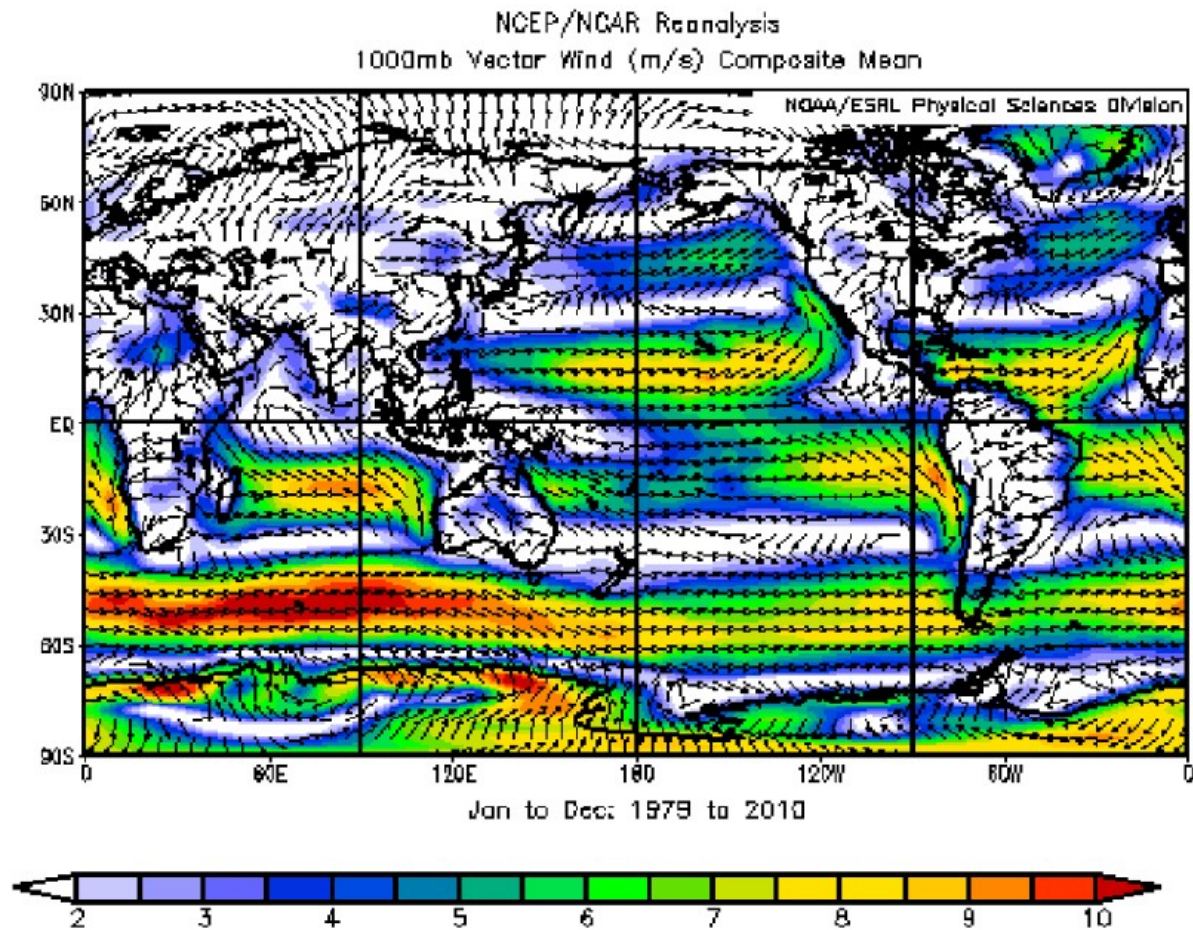 NCEP/NCAR Reanalysis
1000mb Vector Wind (m/s) Composite Mean
NOAA/ESRL Physical Sciences Division
90N
60N
30N
EQ
30S
60S
90S
0 60E 120E 180 120W 60W 0
Jan to Dec: 1979 to 2010
2 3 4 5 6 7 8 9 10